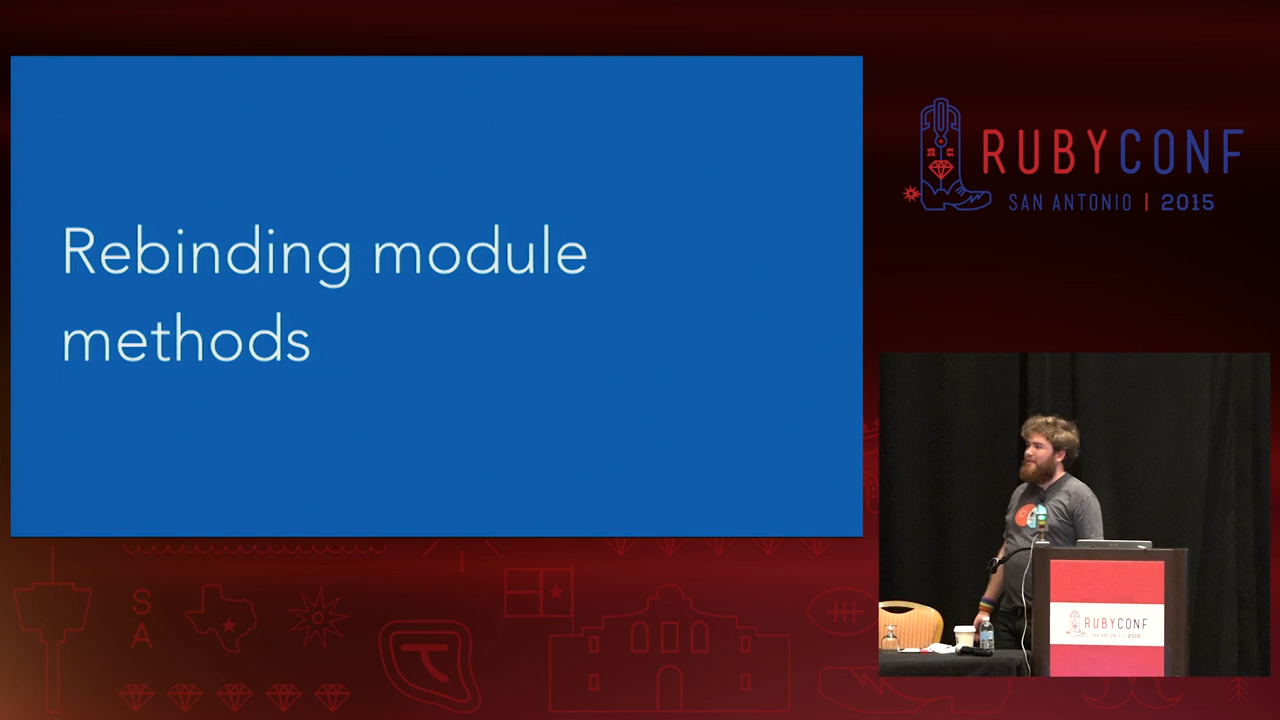 Rebinding module
methods
RUBYCONF
SAN ANTONIO | 2015
S
A
RUBYCONF
SAN ANTONIO | 2015